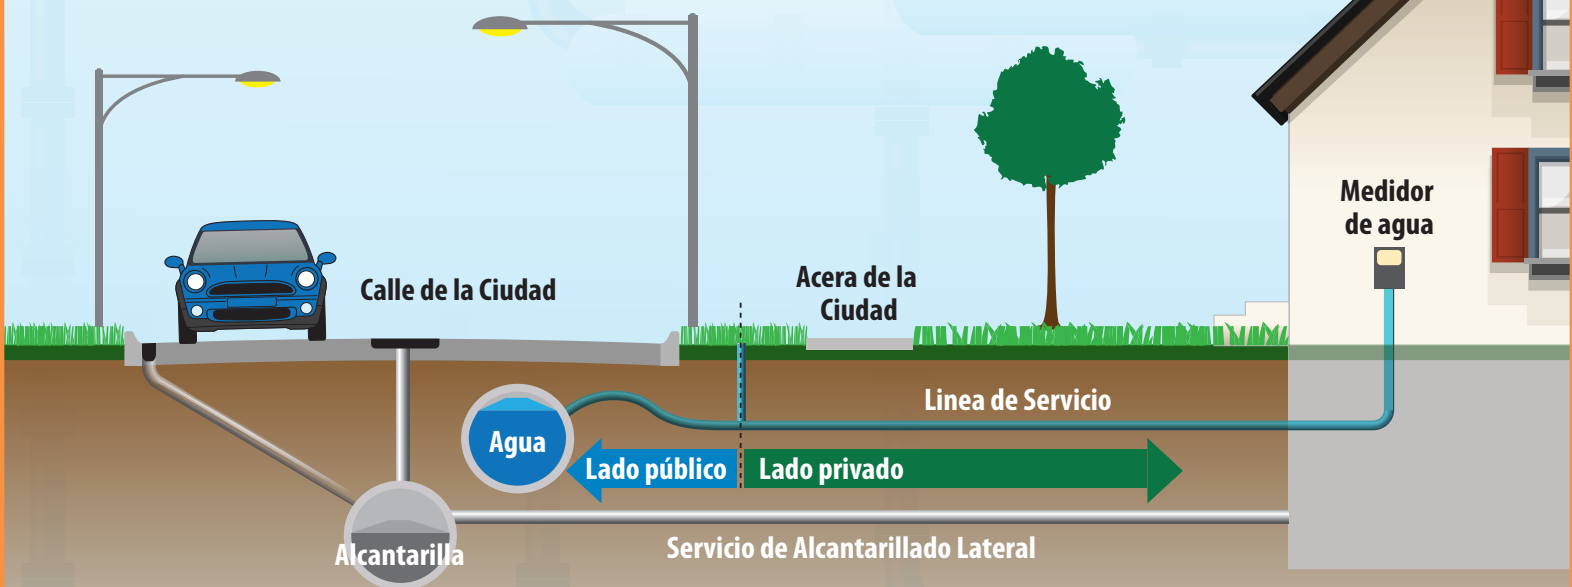 Medidor
de agua
Calle de la Ciudad
Acera de la
Ciudad
Linea de Servicio
Agua
Lado público
Lado privado
Alcantarilla
Servicio de Alcantarillado Lateral